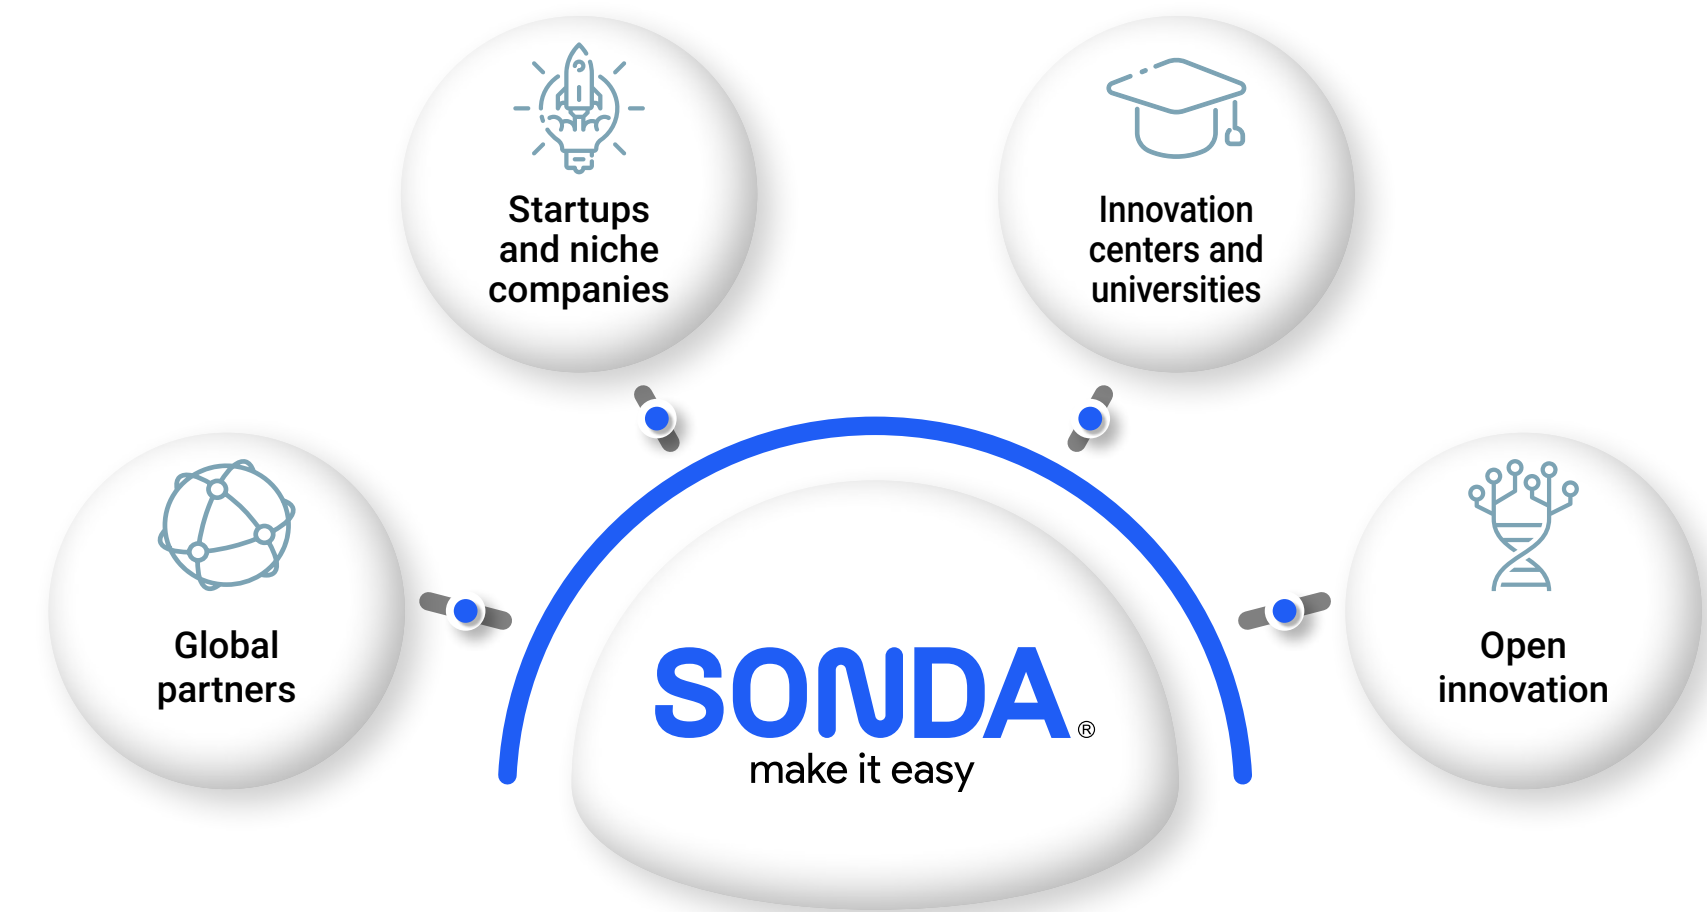 Startups
and niche
companies
Innovation
centers and
universities
Global
partners
Open
innovation
SONDA®
make it easy